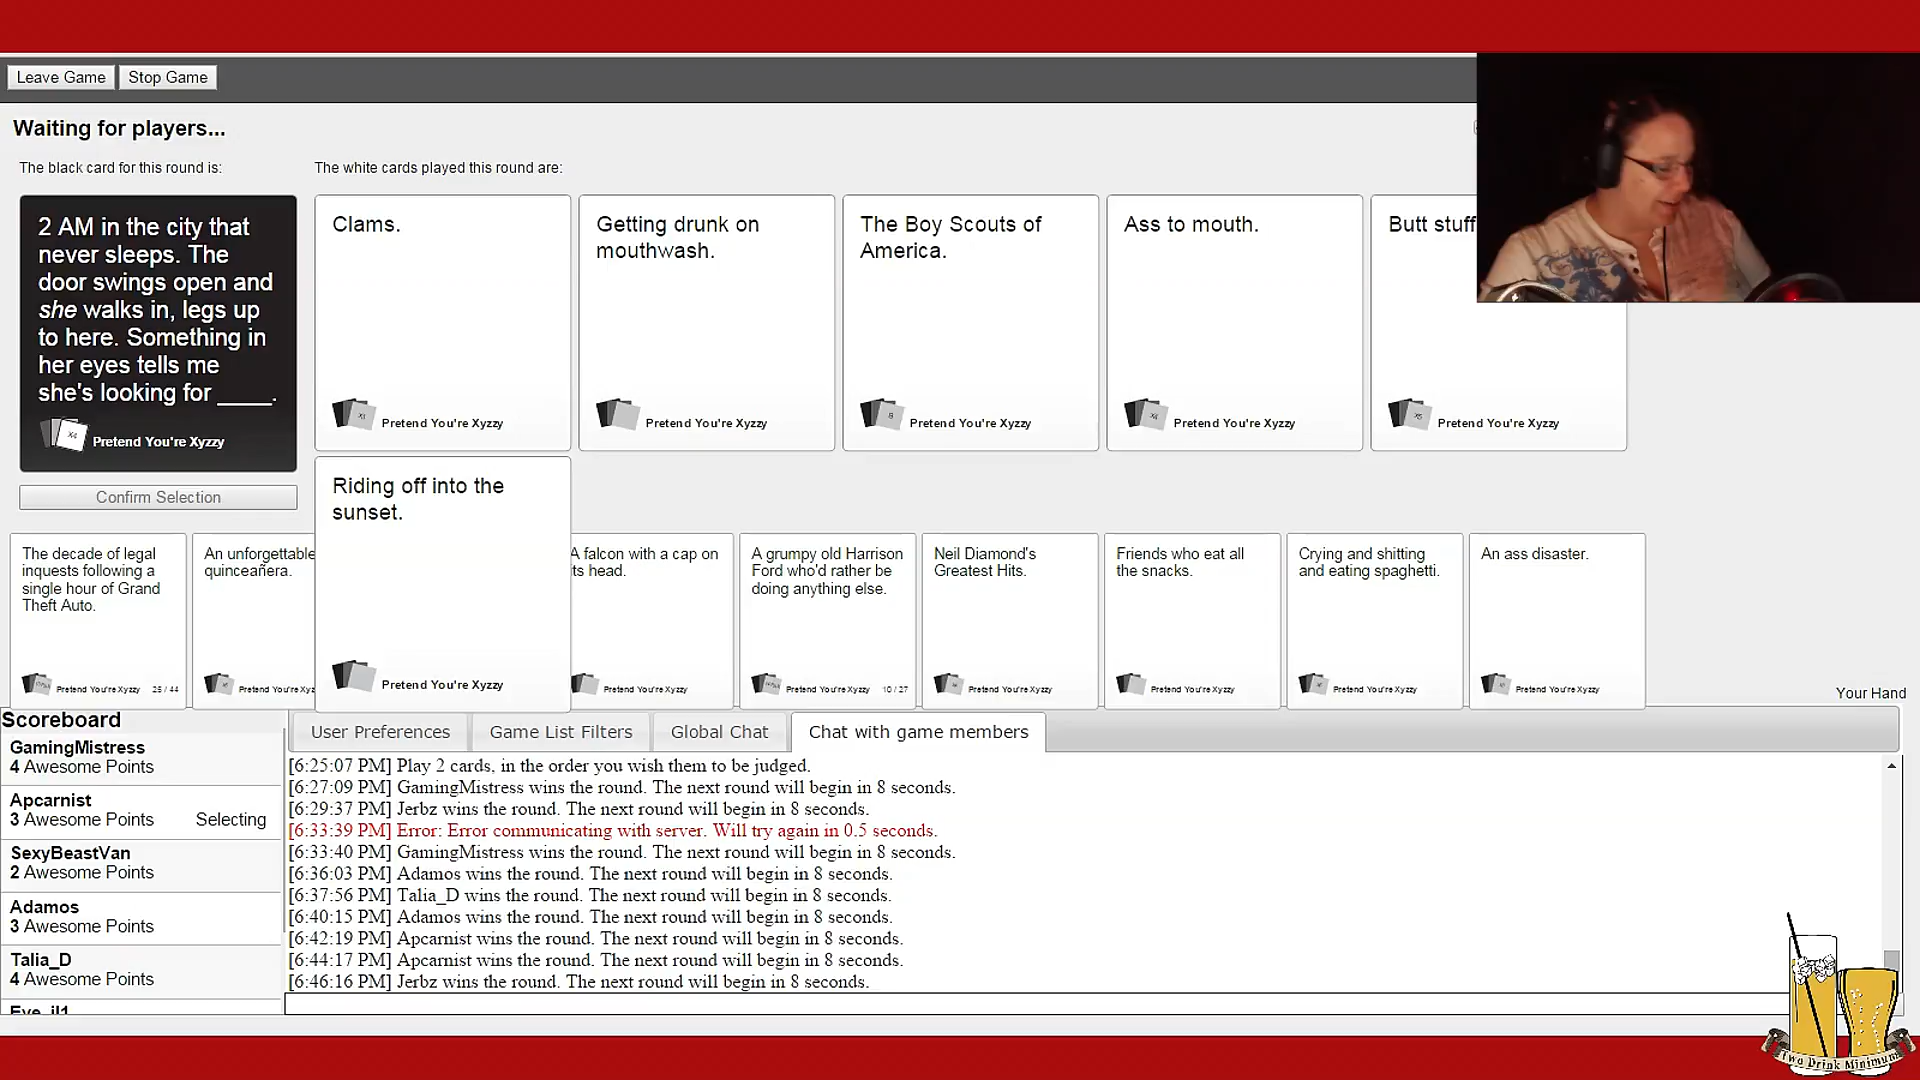 Leave Game
Stop Game
Waiting for players...
The black card for this round is:
The white cards played this round are:
2 AM in the city that
never sleeps. The
door swings open and
she walks in, legs up
to here. Something in
her eyes tells me
she's looking for ____.
X4
Pretend You're Xyzzy
Confirm Selection
Clams.
Pretend You're Xyzzy
Getting drunk on
mouthwash.
Pretend You're Xyzzy
The Boy Scouts of
America.
Pretend You're Xyzzy
Ass to mouth.
Pretend You're Xyzzy
Butt stuff
Pretend You're Xyzzy
Riding off into the
sunset.
Pretend You're Xyzzy
The decade of legal
inquests following a
single hour of Grand
Theft Auto.
Pretend You're Xyzzy 25 / 44
An unforgettable
quinceañera.
Pretend You're Xyz
A falcon with a cap on
its head.
Pretend You're Xyzzy
A grumpy old Harrison
Ford who'd rather be
doing anything else.
Pretend You're Xyzzy 10 / 27
Neil Diamond's
Greatest Hits.
Pretend You're Xyzzy
Friends who eat all
the snacks.
Pretend You're Xyzzy
Crying and shitting
and eating spaghetti.
Pretend You're Xyzzy
An ass disaster.
Pretend You're Xyzzy
Your Hand
Scoreboard
GamingMistress
4 Awesome Points
Apcarnist
3 Awesome Points Selecting
SexyBeastVan
2 Awesome Points
Adamos
3 Awesome Points
Talia_D
4 Awesome Points
User Preferences
Game List Filters
Global Chat
Chat with game members
[6:25:07 PM] Play 2 cards, in the order you wish them to be judged.
[6:27:09 PM] GamingMistress wins the round. The next round will begin in 8 seconds.
[6:29:37 PM] Jerbz wins the round. The next round will begin in 8 seconds.
[6:33:39 PM] Error: Error communicating with server. Will try again in 0.5 seconds.
[6:33:40 PM] GamingMistress wins the round. The next round will begin in 8 seconds.
[6:36:03 PM] Adamos wins the round. The next round will begin in 8 seconds.
[6:37:56 PM] Talia_D wins the round. The next round will begin in 8 seconds.
[6:40:15 PM] Adamos wins the round. The next round will begin in 8 seconds.
[6:42:19 PM] Apcarnist wins the round. The next round will begin in 8 seconds.
[6:44:17 PM] Apcarnist wins the round. The next round will begin in 8 seconds.
[6:46:16 PM] Jerbz wins the round. The next round will begin in 8 seconds.
Two Drink Minimum